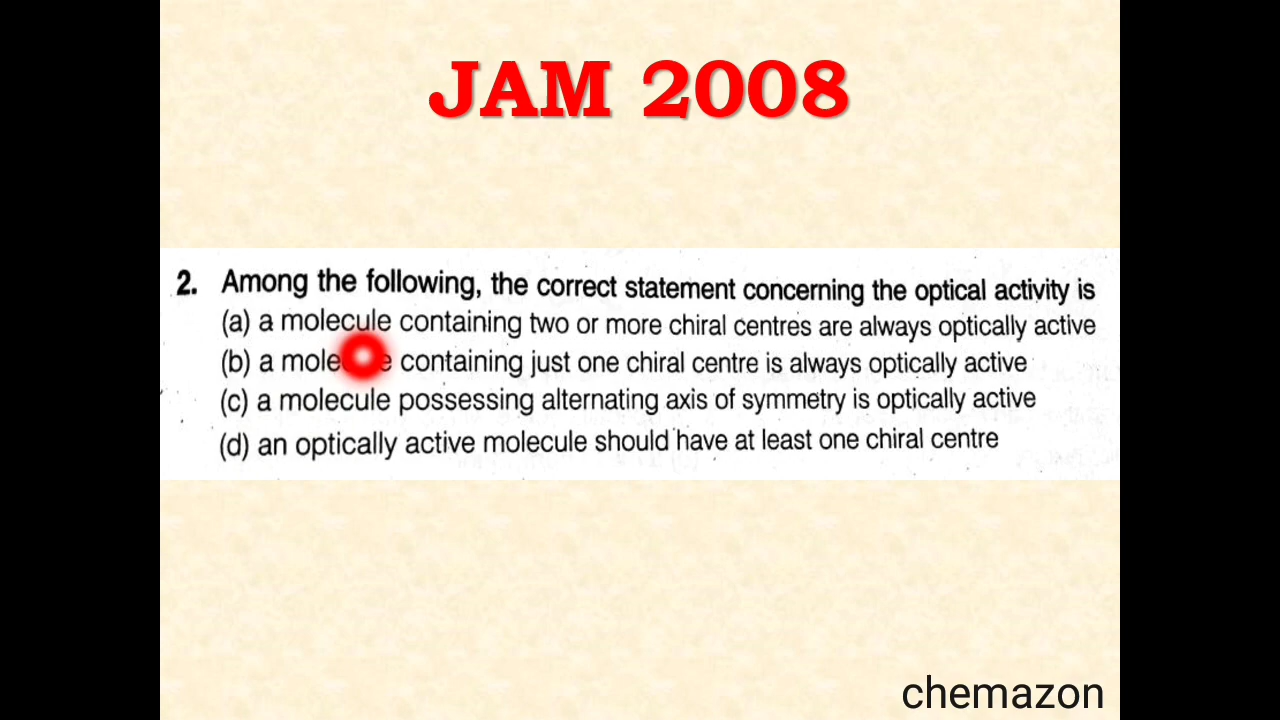 JAM 2008
2. Among the following, the correct statement concerning the optical activity is
(a) a molecule containing two or more chiral centres are always optically active
(b) a molecule containing just one chiral centre is always optically active
(c) a molecule possessing alternating axis of symmetry is optically active
(d) an optically active molecule should have at least one chiral centre
chemazon